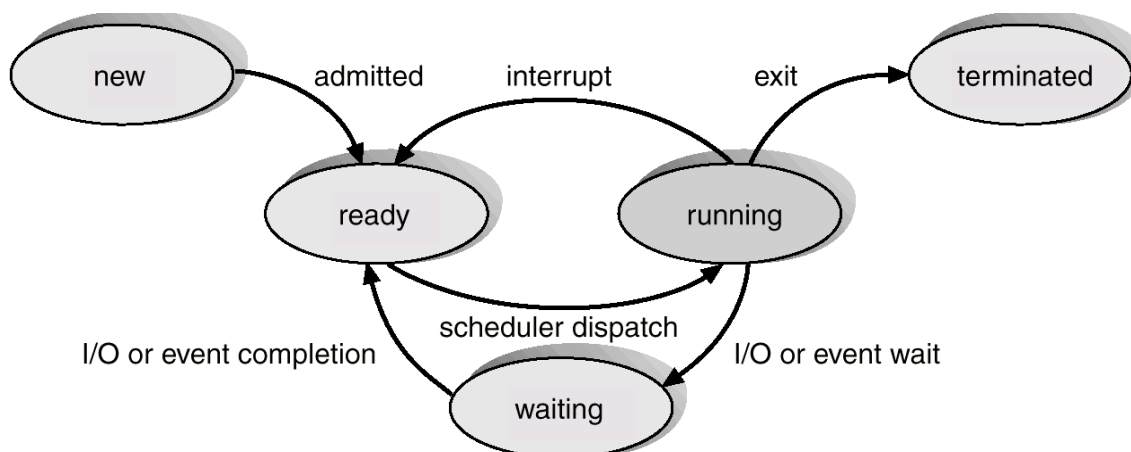 new
admitted
interrupt
exit
terminated
ready
running
scheduler dispatch
I/O or event completion
I/O or event wait
waiting